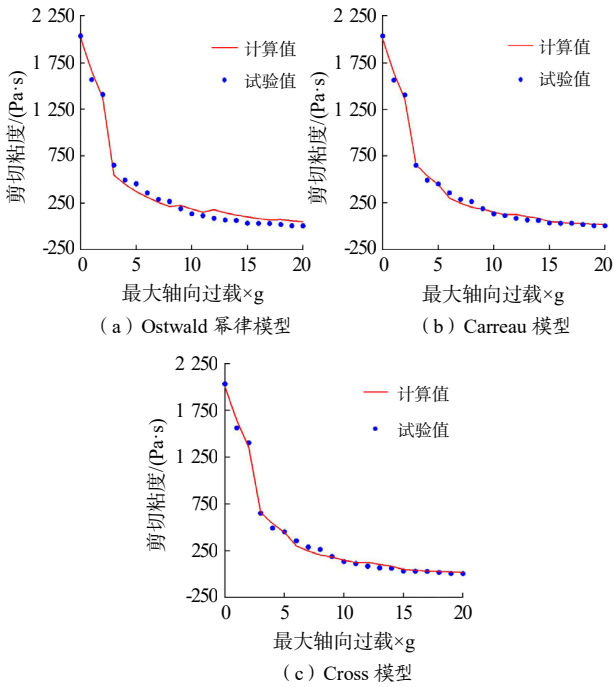 2 250
1 750
1 250
750
250
-250
剪切粘度/(Pa·s)
计算值
试验值
0 5 10 15 20
最大轴向过载×g
（a）Ostwald 幂律模型
2 250
1 750
1 250
750
250
-250
剪切粘度/(Pa·s)
计算值
试验值
0 5 10 15 20
最大轴向过载×g
（b）Carreau 模型
2 250
1 750
1 250
750
250
-250
剪切粘度/(Pa·s)
计算值
试验值
0 5 10 15 20
最大轴向过载×g
（c）Cross 模型